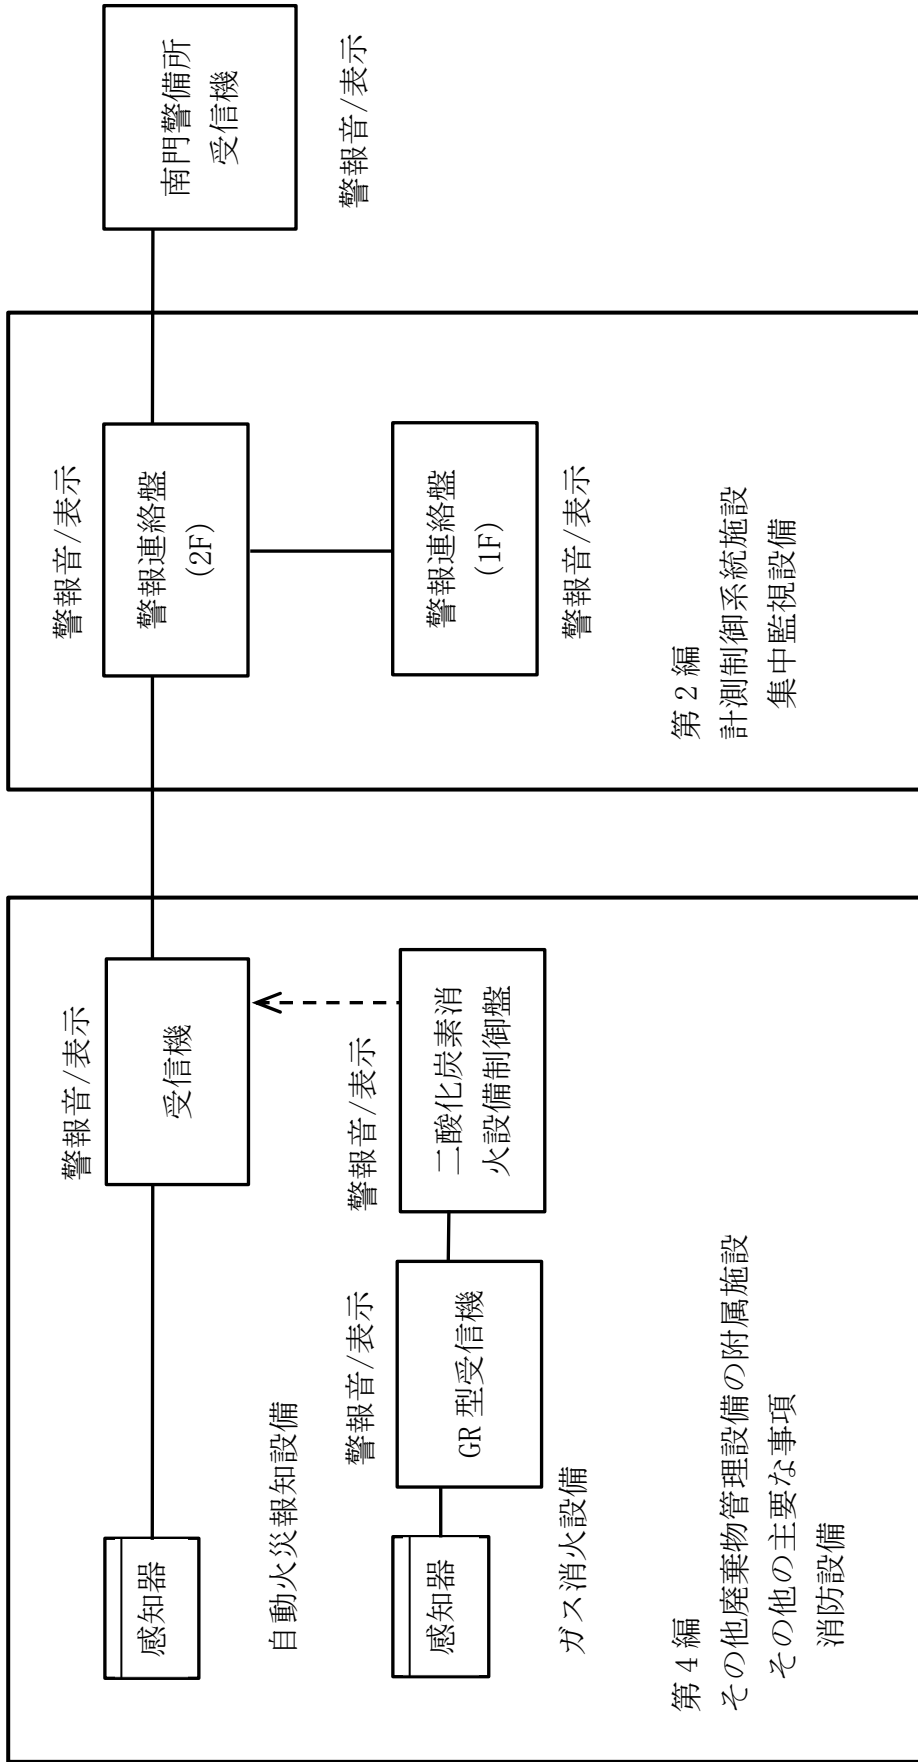 警報音/表示
感知器
受信機
自動火災報知設備
警報音/表示
警報音/表示
感知器
GR 型受信機
二酸化炭素消
火設備制御盤
ガス消火設備
第 4 編
その他廃棄物管理設備の附属施設
その他の主要な事項
消防設備
警報音/表示
警報連絡盤
(2F)
警報連絡盤
(1F)
警報音/表示
第 2 編
計測制御系統施設
集中監視設備
南門警備所
受信機
警報音/表示